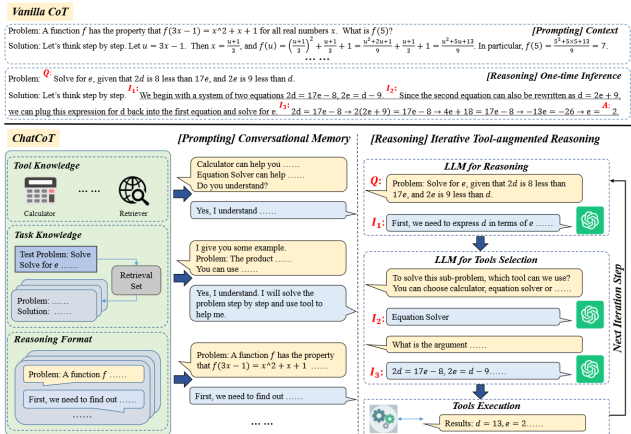 Vanilla CoT
Problem: A function f has the property that f(3x − 1) = x^2 + x + 1 for all real numbers x. What is f(5)?
[Prompting] Context
Solution: Let's think step by step. Let u = 3x − 1. Then x = (u+1)/3, and f(u) = ((u+1)/3)^2 + (u+1)/3 + 1 = (u^2+2u+1)/9 + (u+1)/3 + 1 = (u^2+5u+13)/9. In particular, f(5) = (5^2+5×5+13)/9 = 7.
... ...
Problem: Q: Solve for e, given that 2d is 8 less than 17e, and 2e is 9 less than d.
[Reasoning] One-time Inference
Solution: Let's think step by step. I1: We begin with a system of two equations 2d = 17e − 8, 2e = d − 9. I2: Since the second equation can also be rewritten as d = 2e + 9,
we can plug this expression for d back into the first equation and solve for e. I3: 2d = 17e − 8 → 2(2e + 9) = 17e − 8 → 4e + 18 = 17e − 8 → −13e = −26 → e = A: 2.
ChatCoT
[Prompting] Conversational Memory
[Reasoning] Iterative Tool-augmented Reasoning
Tool Knowledge
... ...
Calculator
Retriever
Calculator can help you ......
Equation Solver can help ......
Do you understand?
Yes, I understand ......
Task Knowledge
Test Problem: Solve
Solve for e ......
Retrieval
Set
Problem: ......
Solution: ......
I give you some example.
Problem: The product ......
You can use ......
Yes, I understand. I will solve the
problem step by step and use tool to
help me.
Reasoning Format
Problem: A function f ......
First, we need to find out ......
......
Problem: A function f has the property
that f(3x − 1) = x^2 + x + 1 ......
First, we need to find out ......
... ...
LLM for Reasoning
Q: Problem: Solve for e, given that 2d is 8 less than
17e, and 2e is 9 less than d.
I1: First, we need to express d in terms of e ......
LLM for Tools Selection
To solve this sub-problem, which tool can we use?
You can choose calculator, equation solver or ......
I2: Equation Solver
What is the argument ......
I3: 2d = 17e − 8, 2e = d − 9......
Tools Execution
Results: d = 13, e = 2......
Next Iteration Step